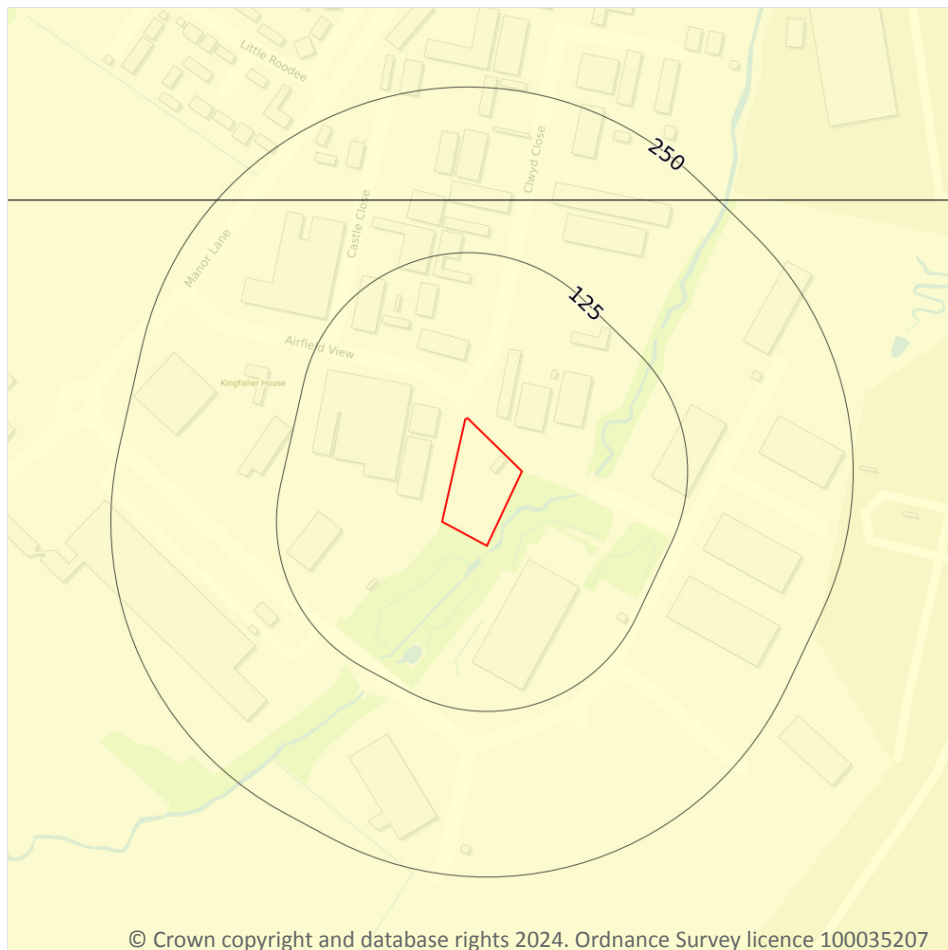 Little Roodee
250
Clwyd Close
Castle Close
Manor Lane
125
Airfield View
Kingfisher House
© Crown copyright and database rights 2024. Ordnance Survey licence 100035207